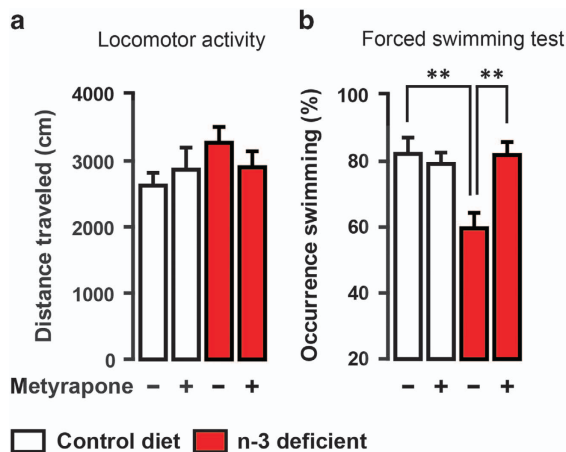 a
Locomotor activity
Distance traveled (cm)
4000
3000
2000
1000
0
Metyrapone – + – +
b
Forced swimming test
Occurrence swimming (%)
** **
100
80
60
40
20
– + – +
Control diet n-3 deficient